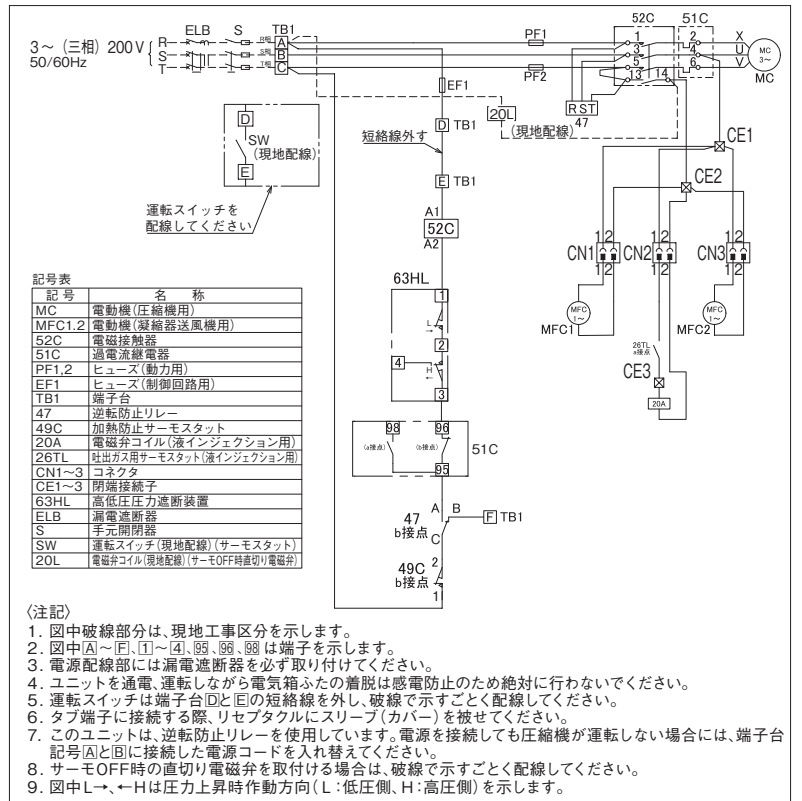 3～(三相) 200V
50/60Hz
R
S
T
ELB
S
R相
S相
T相
TB1
A
B
C
PF1
PF2
EF1
52C
1
3
5
13
14
51C
2
4
6
X
U
V
MC
3～
MC
R S T
47
20L
(現地配線)
D
SW
(現地配線)
E
運転スイッチを
配線してください
D TB1
短絡線外す
E TB1
A1
52C
A2
63HL
1
L
→
2
4
H
←
3
98
96
(a接点)
(b接点)
95
51C
A
B
F TB1
47
b接点
C
49C
b接点
2
1
CE1
CE2
CN1
1 2
1 2
CN2
1 2
1 2
CN3
1 2
1 2
MFC
1～
MFC1
MFC
1～
MFC2
26TL
a接点
CE3
20A
記号表
記号 名 称
MC 電動機(圧縮機用)
MFC1.2 電動機(凝縮器送風機用)
52C 電磁接触器
51C 過電流継電器
PF1,2 ヒューズ(動力用)
EF1 ヒューズ(制御回路用)
TB1 端子台
47 逆転防止リレー
49C 加熱防止サーモスタット
20A 電磁弁コイル(液インジェクション用)
26TL 吐出ガス用サーモスタット(液インジェクション用)
CN1～3 コネクタ
CE1～3 閉端接続子
63HL 高低圧圧力遮断装置
ELB 漏電遮断器
S 手元開閉器
SW 運転スイッチ(現地配線)(サーモスタット)
20L 電磁弁コイル(現地配線)(サーモOFF時直切り電磁弁)
〈注記〉
1. 図中破線部分は、現地工事区分を示します。
2. 図中A～F、1～4、95、96、98は端子を示します。
3. 電源配線部には漏電遮断器を必ず取り付けてください。
4. ユニットを通電、運転しながら電気箱ふたの着脱は感電防止のため絶対に行わないでください。
5. 運転スイッチは端子台DとEの短絡線を外し、破線で示すごとく配線してください。
6. タブ端子に接続する際、リセプタクルにスリーブ(カバー)を被せてください。
7. このユニットは、逆転防止リレーを使用しています。電源を接続しても圧縮機が運転しない場合には、端子台
記号AとBに接続した電源コードを入れ替えてください。
8. サーモOFF時の直切り電磁弁を取付ける場合は、破線で示すごとく配線してください。
9. 図中L→、←Hは圧力上昇時作動方向(L:低圧側、H:高圧側)を示します。